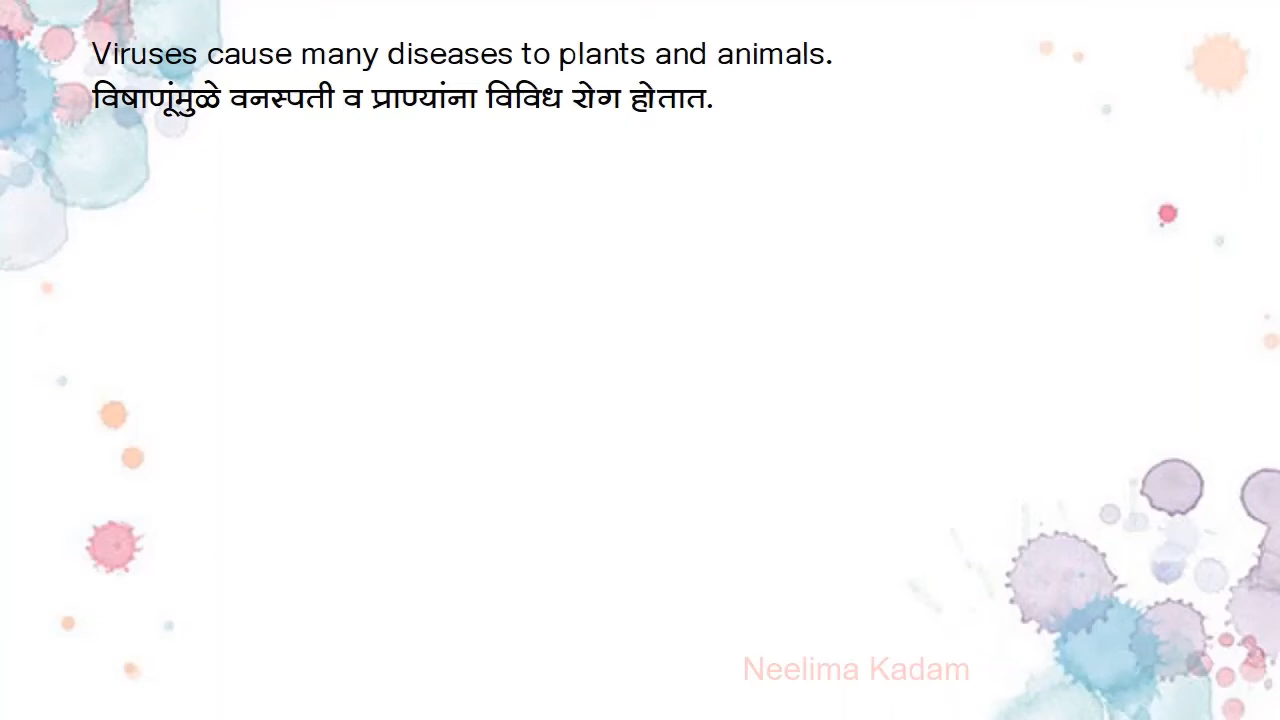 Viruses cause many diseases to plants and animals.
विषाणूंमुळे वनस्पती व प्राण्यांना विविध रोग होतात.
Neelima Kadam